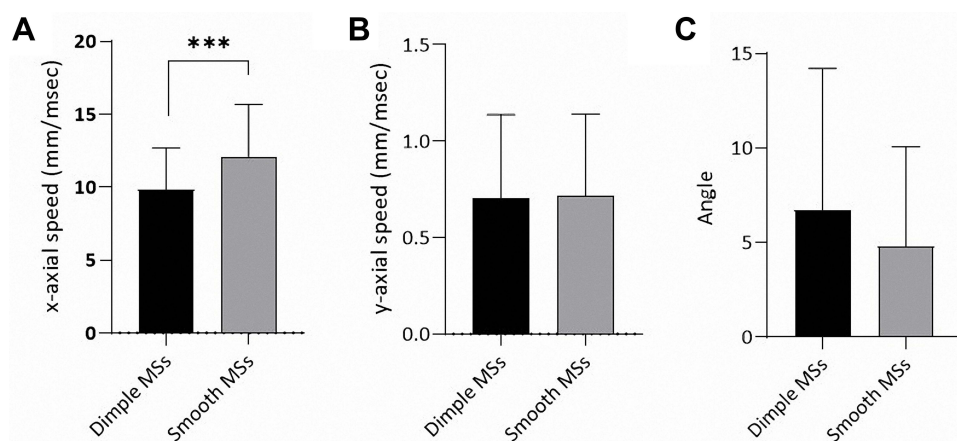 A
x-axial speed (mm/msec)
20
15
10
5
0
***
Dimple MSs
Smooth MSs
B
y-axial speed (mm/msec)
1.5
1.0
0.5
0.0
Dimple MSs
Smooth MSs
C
Angle
15
10
5
0
Dimple MSs
Smooth MSs